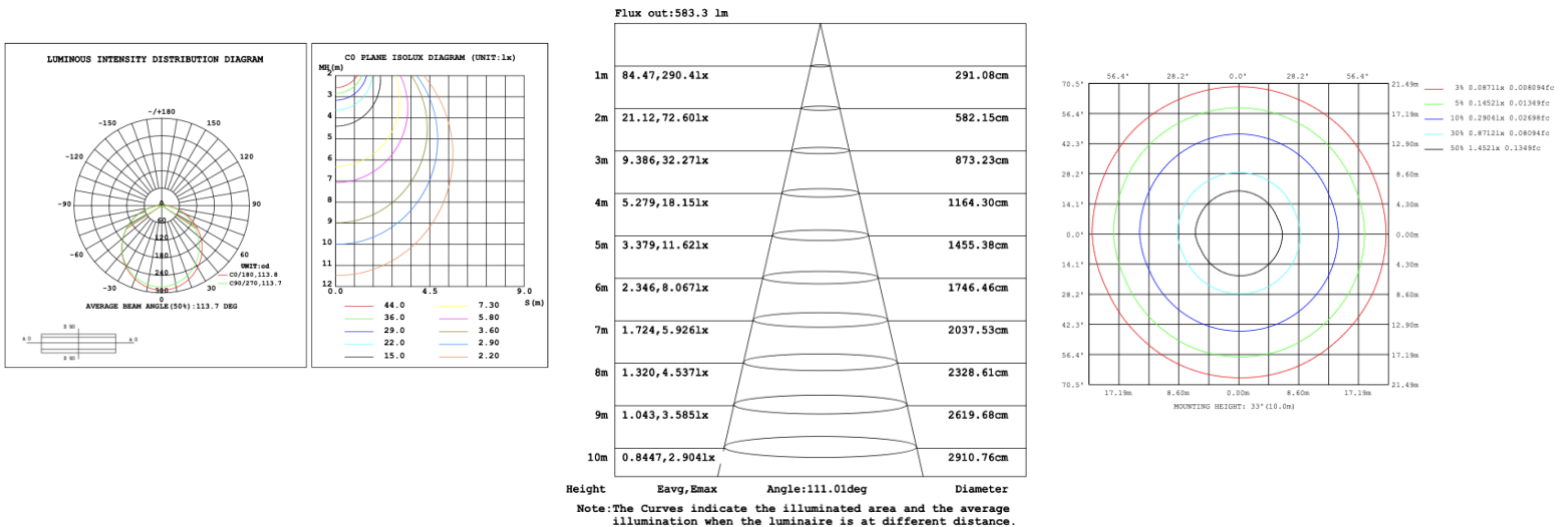 LUMINOUS INTENSITY DISTRIBUTION DIAGRAM
-/+180
-150 150
-120 120
-90 90
-60 60
-30 30
0
0
60
120
180
240
300
UNIT:cd
C0/180,113.8
C90/270,113.7
AVERAGE BEAM ANGLE(50%):113.7 DEG
C0 PLANE ISOLUX DIAGRAM (UNIT:lx)
MH(m)
2
3
4
5
6
7
8
9
10
11
12
0.0 4.5 9.0
S(m)
44.0 7.30
36.0 5.80
29.0 3.60
22.0 2.90
15.0 2.20
Flux out:583.3 lm
1m 84.47,290.4lx 291.08cm
2m 21.12,72.60lx 582.15cm
3m 9.386,32.27lx 873.23cm
4m 5.279,18.15lx 1164.30cm
5m 3.379,11.62lx 1455.38cm
6m 2.346,8.067lx 1746.46cm
7m 1.724,5.926l 2037.53cm
8m 1.320,4.537lx 2328.61cm
9m 1.043,3.585lx 2619.68cm
10m 0.8447,2.904lx 2910.76cm
Height Eavg,Emax Angle:111.01deg Diameter
Note:The Curves indicate the illuminated area and the average
illumination when the luminaire is at different distance.
56.4' 28.2' 0.0' 28.2' 56.4'
70.5' 21.49m
56.4' 17.19m
42.3' 12.90m
28.2' 8.60m
14.1' 4.30m
0.0' 0.00m
14.1' 4.30m
28.2' 8.60m
42.3' 12.90m
56.4' 17.19m
70.5' 21.49m
17.19m 8.60m 0.00m 8.60m 17.19m
MOUNTING HEIGHT: 33'(10.0m)
3% 0.0871lx 0.008094fc
5% 0.1452lx 0.01349fc
10% 0.2904lx 0.02698fc
30% 0.8712lx 0.08094fc
50% 1.452lx 0.1349fc